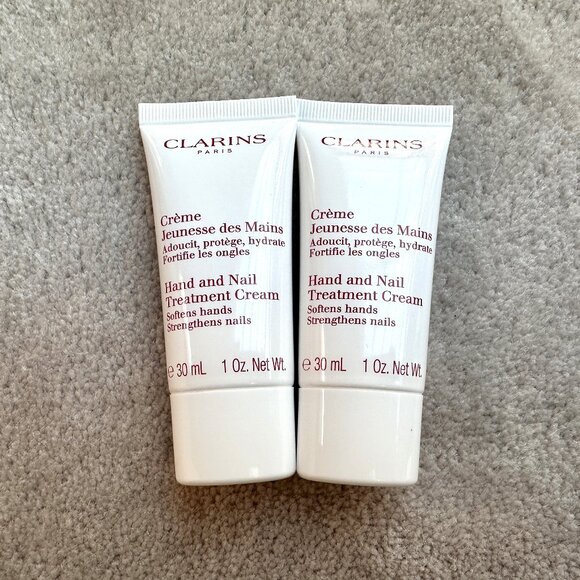 CLARINS
PARIS
Crème
Jeunesse des Mains
Adoucit, protège, hydrate
Fortifie les ongles
Hand and Nail
Treatment Cream
Softens hands
Strengthens nails
e 30 mL 1 Oz. Net Wt.
CLARINS
PARIS
Crème
Jeunesse des Mains
Adoucit, protège, hydrate
Fortifie les ongles
Hand and Nail
Treatment Cream
Softens hands
Strengthens nails
e 30 mL 1 Oz. Net Wt.